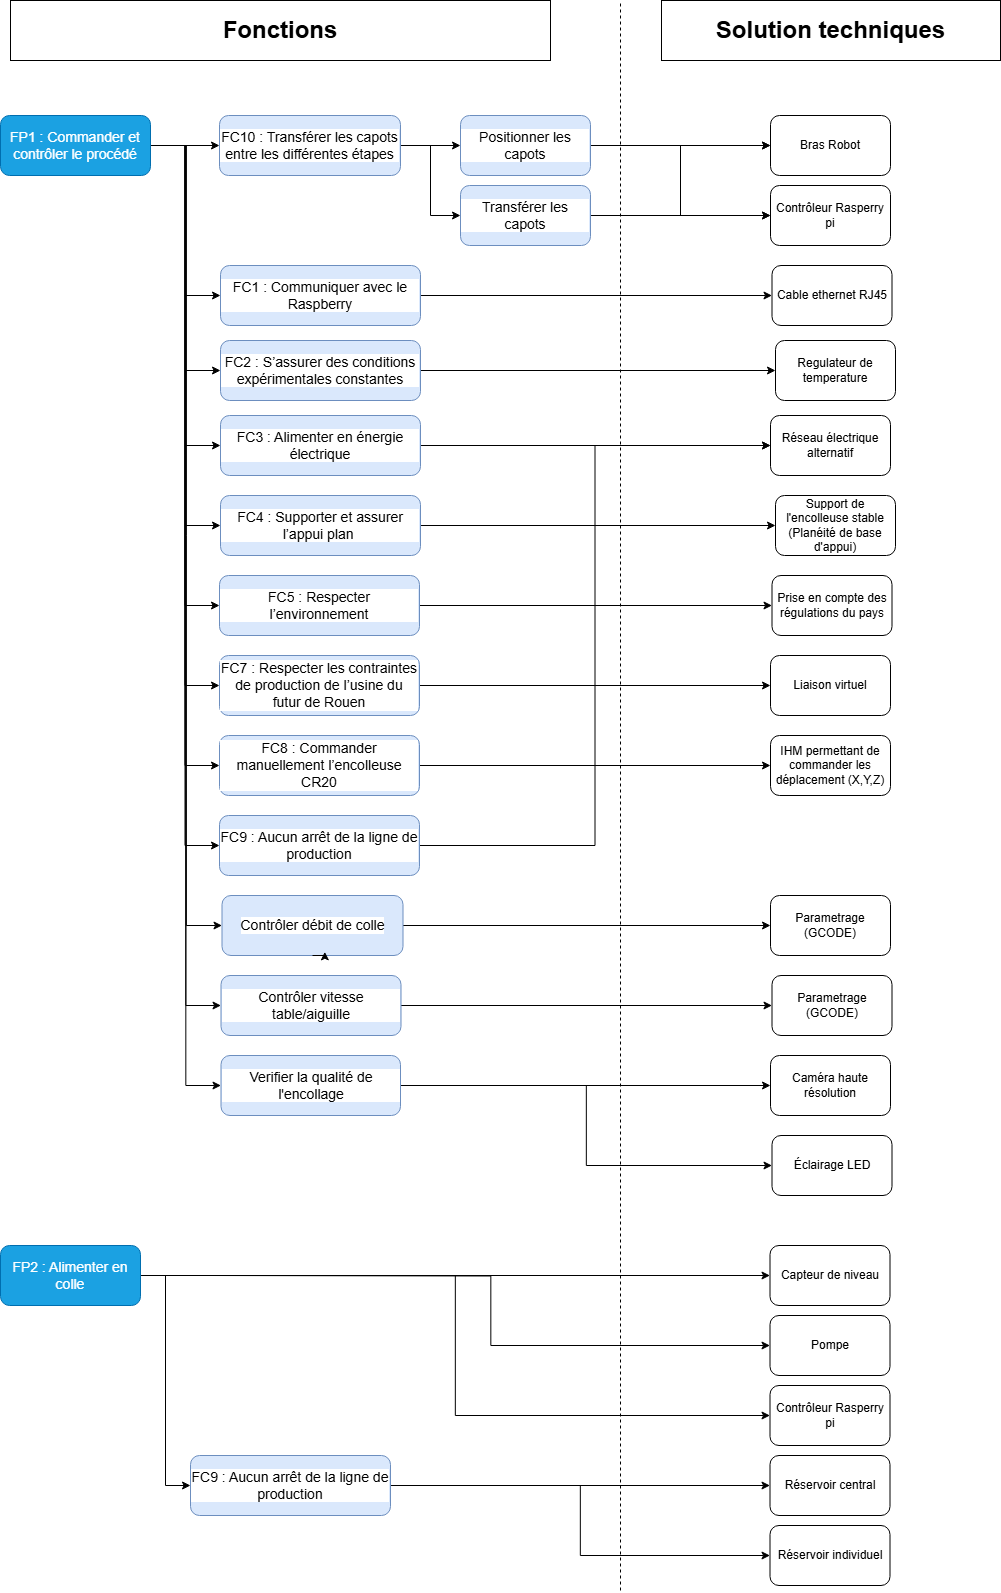 Fonctions
Solution techniques
FP1 : Commander et
contrôler le procédé
FC10 : Transférer les capots
entre les différentes étapes
Positionner les
capots
Bras Robot
Transférer les
capots
Contrôleur Rasperry
pi
FC1 : Communiquer avec le
Raspberry
Cable ethernet RJ45
FC2 : S’assurer des conditions
expérimentales constantes
Regulateur de
temperature
FC3 : Alimenter en énergie
électrique
Réseau électrique
alternatif
FC4 : Supporter et assurer
l’appui plan
Support de
l'encolleuse stable
(Planéité de base
d'appui)
FC5 : Respecter
l’environnement
Prise en compte des
régulations du pays
FC7 : Respecter les contraintes
de production de l’usine du
futur de Rouen
Liaison virtuel
FC8 : Commander
manuellement l’encolleuse
CR20
IHM permettant de
commander les
déplacement (X,Y,Z)
FC9 : Aucun arrêt de la ligne de
production
Contrôler débit de colle
Parametrage
(GCODE)
Contrôler vitesse
table/aiguille
Parametrage
(GCODE)
Verifier la qualité de
l'encollage
Caméra haute
résolution
Éclairage LED
FP2 : Alimenter en
colle
Capteur de niveau
Pompe
Contrôleur Rasperry
pi
FC9 : Aucun arrêt de la ligne de
production
Réservoir central
Réservoir individuel